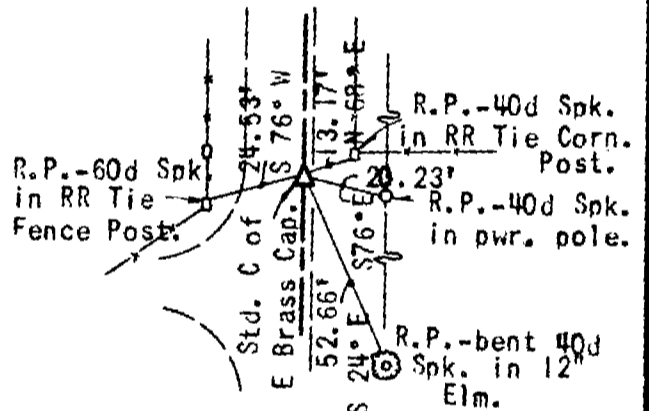 R.P.-60d Spk.
in RR Tie
Fence Post.
24.53'
S 76° W
13.17'
N 68° E
R.P.-40d Spk.
in RR Tie Corn.
Post.
20.23'
S76°E
R.P.-40d Spk.
in pwr. pole.
Std. C of
E Brass Cap.
52.66'
S 24° E
R.P.-bent 40d
Spk. in 12"
Elm.